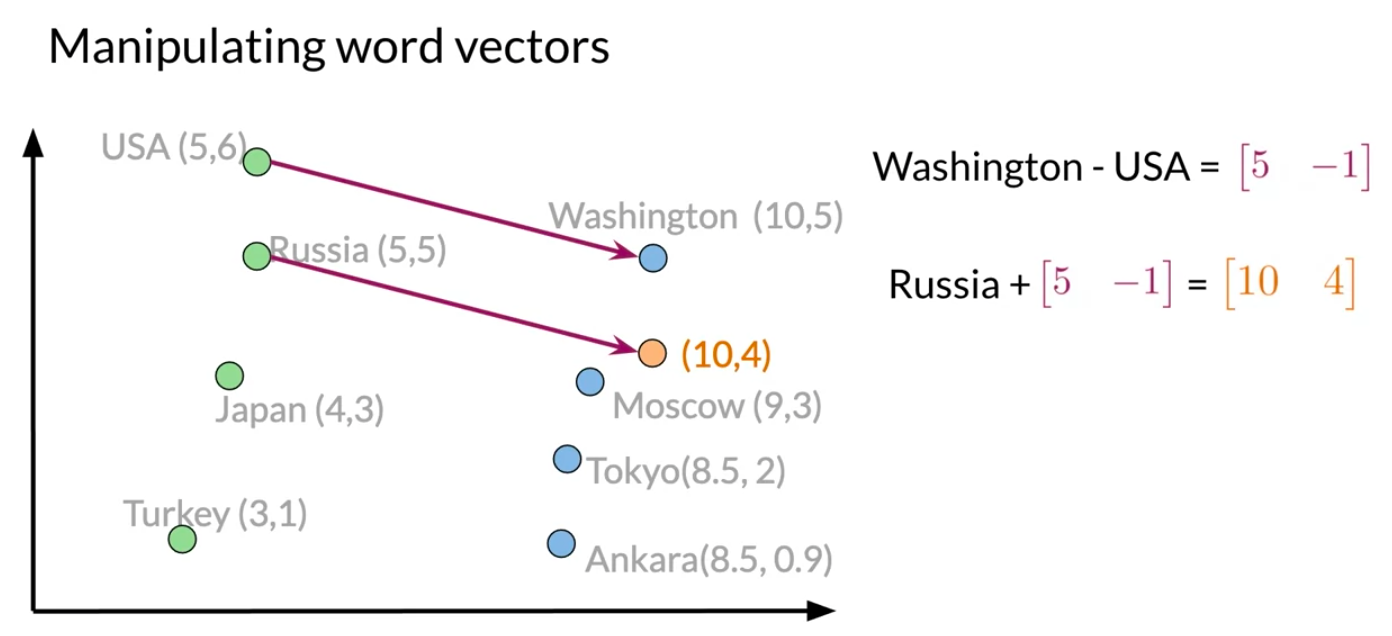 Manipulating word vectors
USA (5,6)
Washington - USA = [5 −1]
Washington (10,5)
Russia (5,5)
Russia + [5 −1] = [10 4]
(10,4)
Japan (4,3)
Moscow (9,3)
Tokyo(8.5, 2)
Turkey (3,1)
Ankara(8.5, 0.9)